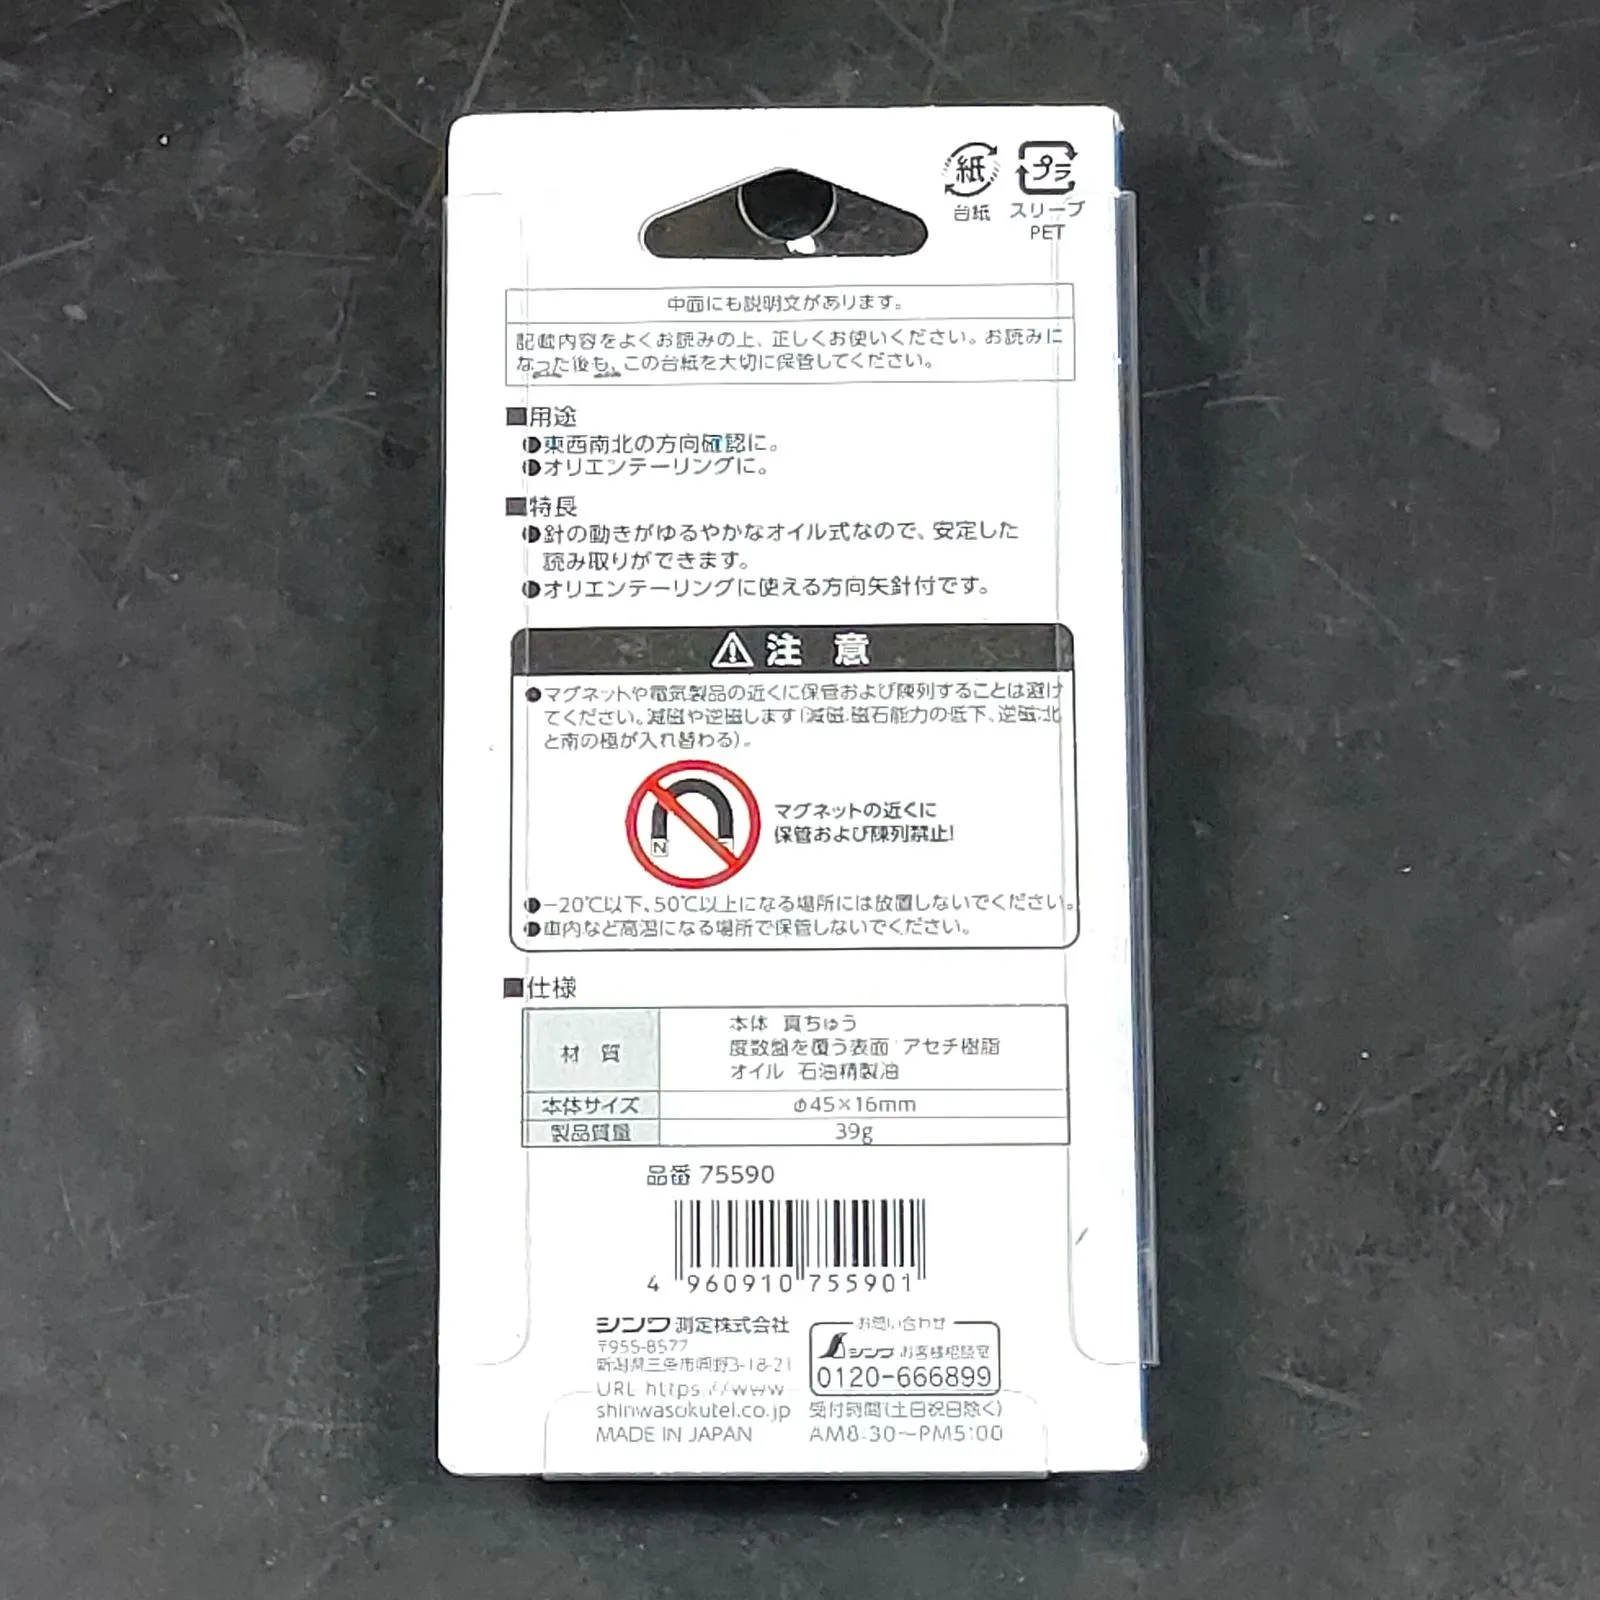 紙
プラ
台紙
スリーブ
PET
中面にも説明文があります。
記載内容をよくお読みの上、正しくお使いください。お読みに
なった後も、この台紙を大切に保管してください。
■用途
●東西南北の方向確認に。
●オリエンテーリングに。
■特長
●針の動きがゆるやかなオイル式なので、安定した
読み取りができます。
●オリエンテーリングに使える方向矢針付です。
注 意
●マグネットや電気製品の近くに保管および陳列することは避け
てください。減磁や逆磁します(減磁:磁石能力の低下、逆磁:北
と南の極が入れ替わる)。
N
マグネットの近くに
保管および陳列禁止!
●−20℃以下、50℃以上になる場所には放置しないでください。
●車内など高温になる場所で保管しないでください。
■仕様
材 質
本体 真ちゅう
度数盤を覆う表面 アセチ樹脂
オイル 石油精製油
本体サイズ φ45×16mm
製品質量 39g
品番 75590
4 960910 755901
シンワ測定株式会社
〒955-8577
新潟県三条市興野3-18-21
URL https://www
shinwasokutei.co.jp
MADE IN JAPAN
お問い合わせ
シンワ お客様相談室
0120-666899
受付時間(土日祝日除く)
AM8:30〜PM5:00